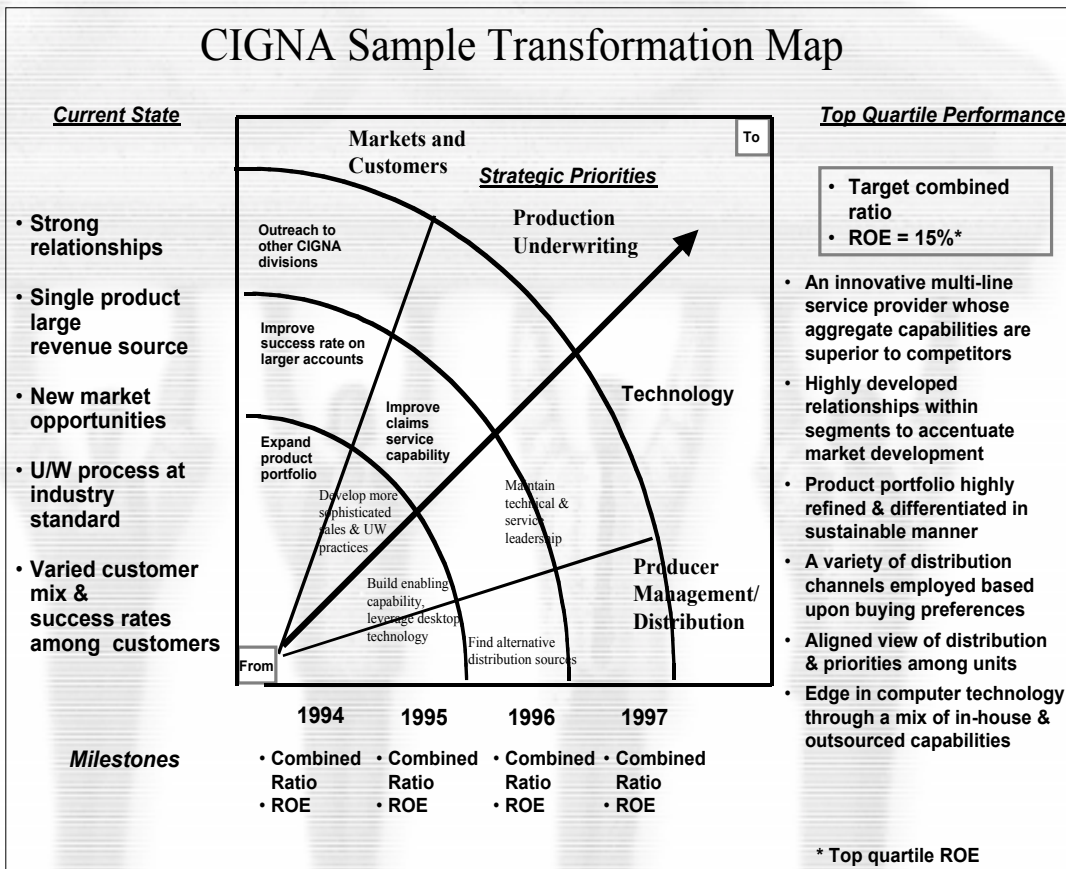 CIGNA Sample Transformation Map
Current State
• Strong
relationships
• Single product
large
revenue source
• New market
opportunities
• U/W process at
industry
standard
• Varied customer
mix &
success rates
among customers
Markets and
Customers
To
Strategic Priorities
Production
Underwriting
Outreach to
other CIGNA
divisions
Improve
success rate on
larger accounts
Improve
claims
service
capability
Technology
Expand
product
portfolio
Develop more
sophisticated
sales & UW
practices
Maintain
technical &
service
leadership
Build enabling
capability,
leverage desktop
technology
Producer
Management/
Distribution
Find alternative
distribution sources
From
1994 1995 1996 1997
Milestones
• Combined
Ratio
• ROE
• Combined
Ratio
• ROE
• Combined
Ratio
• ROE
• Combined
Ratio
• ROE
Top Quartile Performance
• Target combined
ratio
• ROE = 15%*
• An innovative multi-line
service provider whose
aggregate capabilities are
superior to competitors
• Highly developed
relationships within
segments to accentuate
market development
• Product portfolio highly
refined & differentiated in
sustainable manner
• A variety of distribution
channels employed based
upon buying preferences
• Aligned view of distribution
& priorities among units
• Edge in computer technology
through a mix of in-house &
outsourced capabilities
* Top quartile ROE